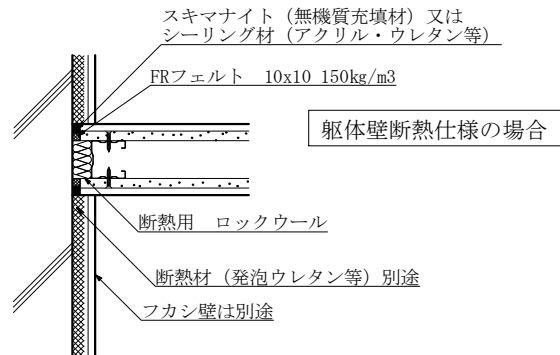 スキマナイト（無機質充填材）又は
シーリング材（アクリル・ウレタン等）
FRフェルト 10x10 150kg/m3
躯体壁断熱仕様の場合
断熱用 ロックウール
断熱材（発泡ウレタン等）別途
フカシ壁は別途